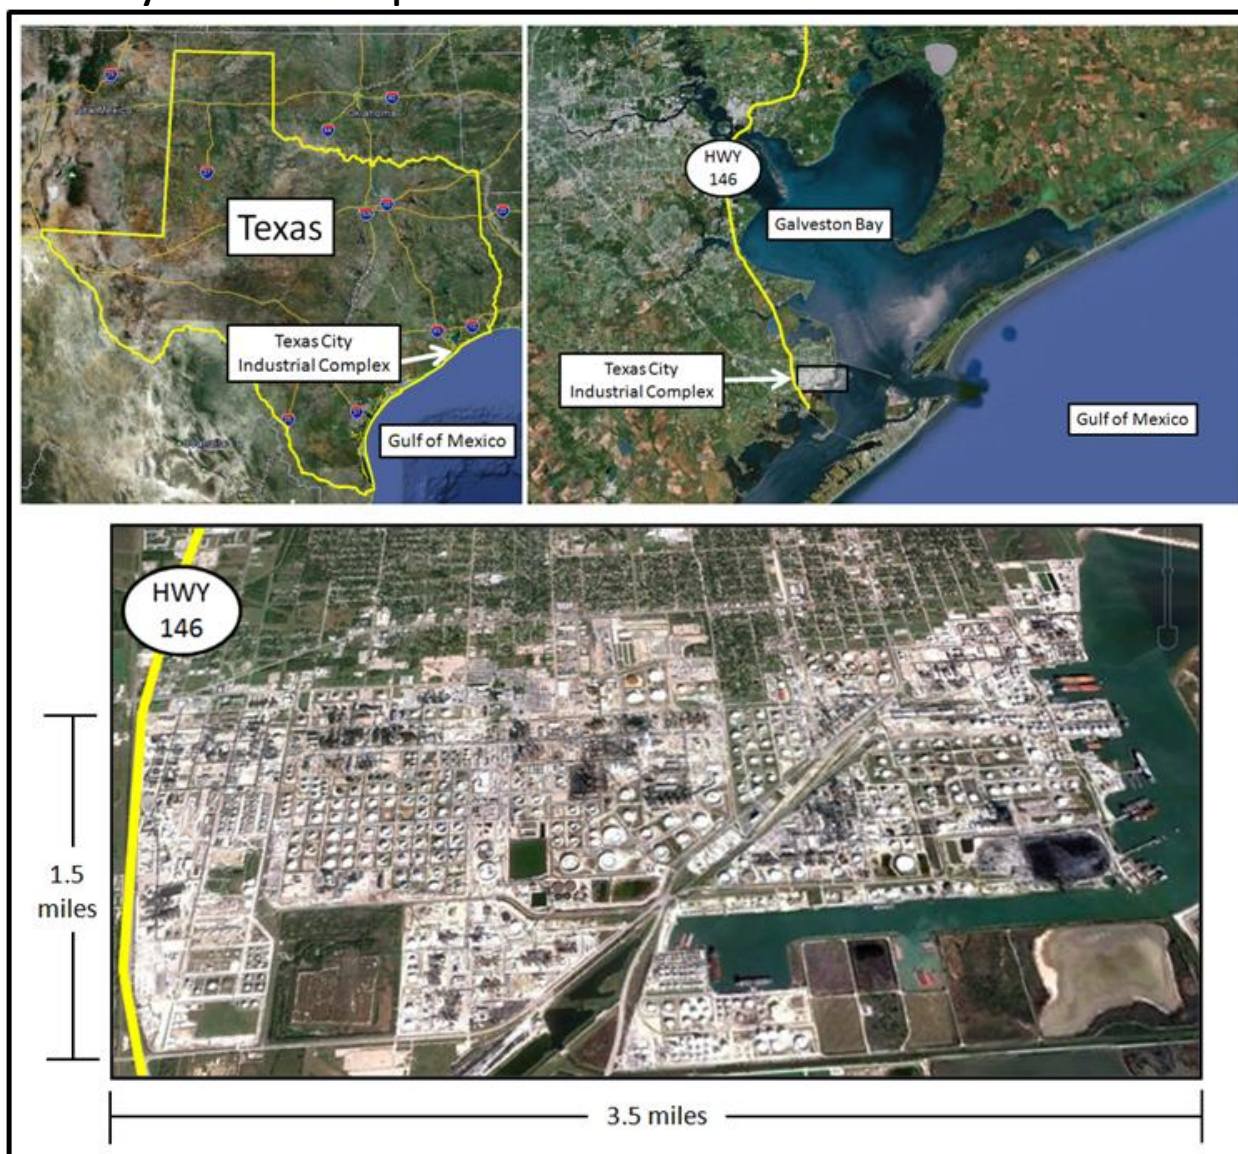 Texas
Texas City
Industrial Complex
Gulf of Mexico
HWY
146
Galveston Bay
Texas City
Industrial Complex
Gulf of Mexico
HWY
146
1.5
miles
3.5 miles